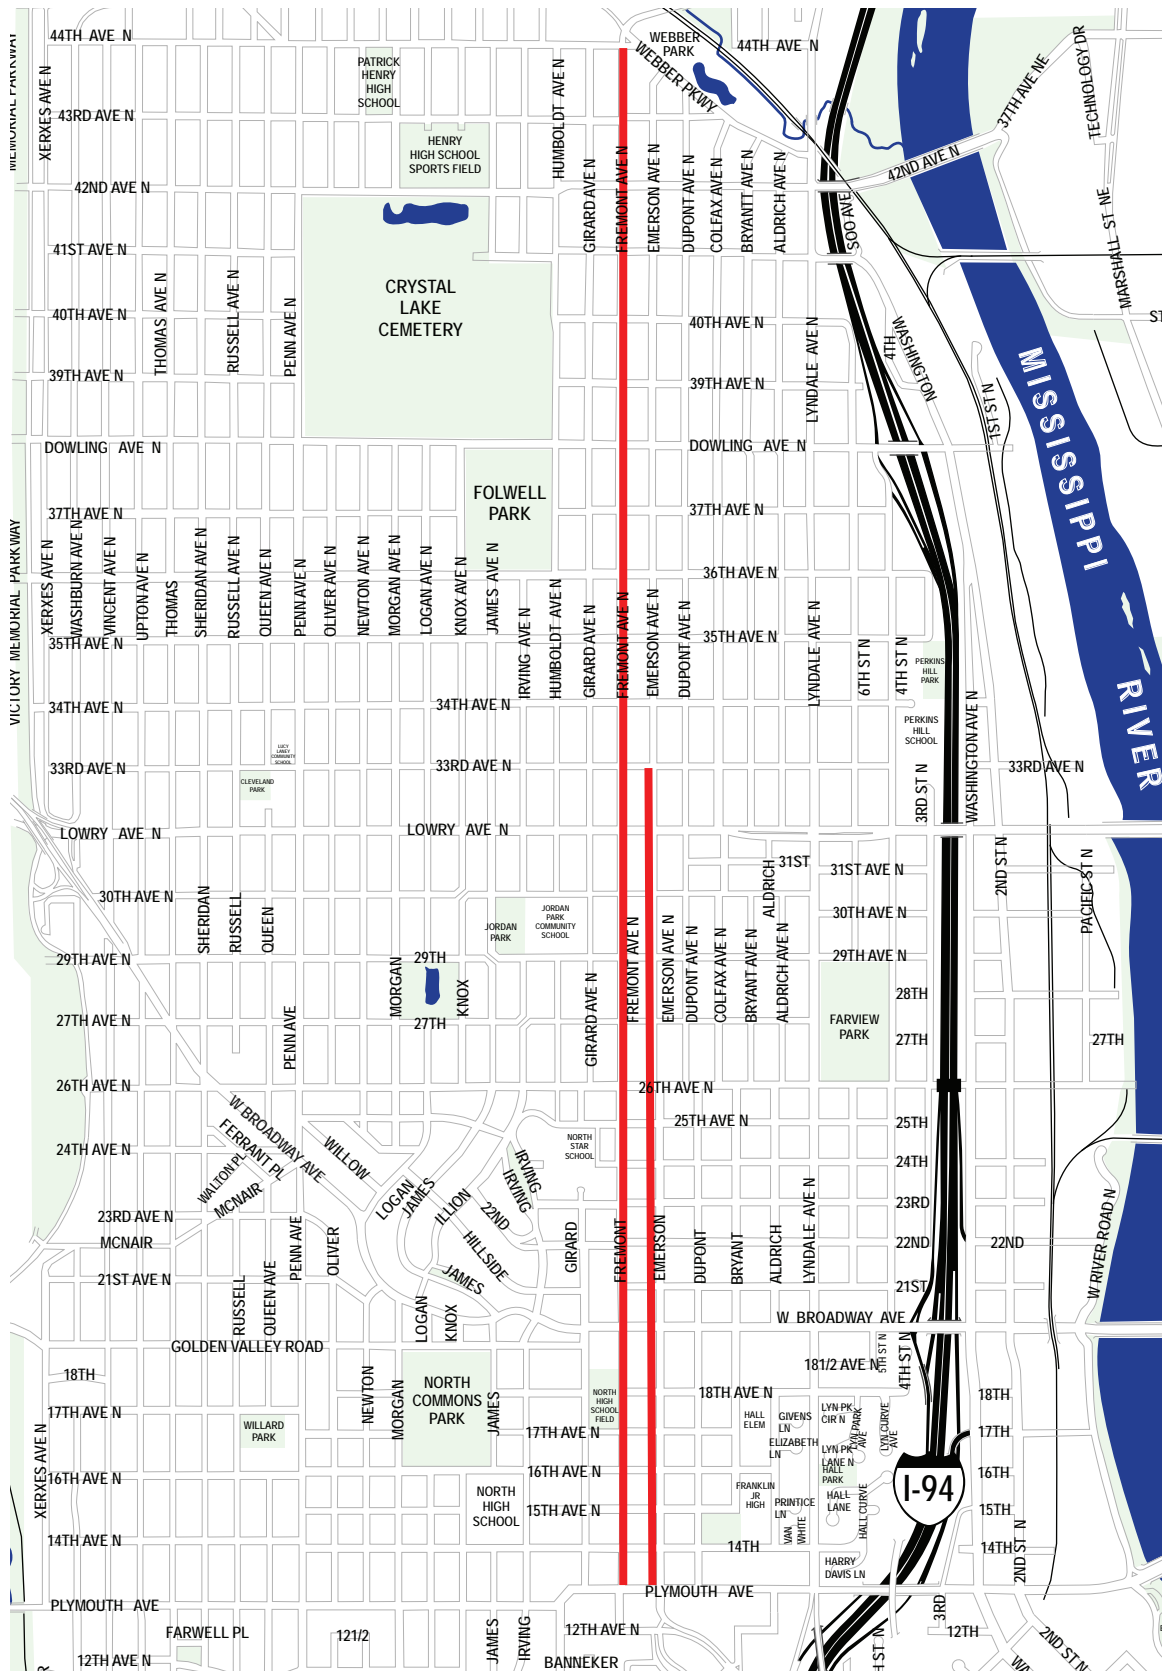 44TH AVE N
WEBBER
PARK
44TH AVE N
WEBBER PKWY
PATRICK
HENRY
HIGH
SCHOOL
MEMORIAL PARKWAY
XERXES AVE N
43RD AVE N
HUMBOLDT AVE N
37TH AVE NE
TECHNOLOGY DR
HENRY
HIGH SCHOOL
SPORTS FIELD
42ND AVE N
42ND AVE N
GIRARD AVE N
FREMONT AVE N
EMERSON AVE N
DUPONT AVE N
COLFAX AVE N
BRYANTT AVE N
ALDRICH AVE N
SOO AVE
MARSHALL ST NE
41ST AVE N
CRYSTAL
LAKE
CEMETERY
THOMAS AVE N
RUSSELL AVE N
PENN AVE N
40TH AVE N
40TH AVE N
LYNDALE AVE N
4TH
WASHINGTON
ST
39TH AVE N
39TH AVE N
1ST ST N
MISSISSIPPI
RIVER
DOWLING AVE N
DOWLING AVE N
FOLWELL
PARK
37TH AVE N
37TH AVE N
VICTORY MEMORIAL PARKWAY
XERXES AVE N
WASHBURN AVE N
VINCENT AVE N
UPTON AVE N
THOMAS
SHERIDAN AVE N
RUSSELL AVE N
QUEEN AVE N
PENN AVE N
OLIVER AVE N
NEWTON AVE N
MORGAN AVE N
LOGAN AVE N
KNOX AVE N
JAMES AVE N
36TH AVE N
IRVING AVE N
HUMBOLDT AVE N
GIRARD AVE N
FREMONT AVE N
EMERSON AVE N
DUPONT AVE N
35TH AVE N
35TH AVE N
LYNDALE AVE N
6TH ST N
4TH ST N
PERKINS
HILL
PARK
34TH AVE N
34TH AVE N
PERKINS
HILL
SCHOOL
WASHINGTON AVE N
LUCY
LANEY
COMMUNITY
SCHOOL
33RD AVE N
33RD AVE N
33RD AVE N
CLEVELAND
PARK
3RD ST N
LOWRY AVE N
LOWRY AVE N
31ST
31ST AVE N
2ND ST N
PACIFIC ST N
ALDRICH
30TH AVE N
30TH AVE N
SHERIDAN
RUSSELL
QUEEN
JORDAN
PARK
JORDAN
PARK
COMMUNITY
SCHOOL
29TH AVE N
29TH
29TH AVE N
MORGAN
KNOX
GIRARD AVE N
FREMONT AVE N
EMERSON AVE N
DUPONT AVE N
COLFAX AVE N
BRYANT AVE N
ALDRICH AVE N
28TH
FARVIEW
PARK
27TH AVE N
27TH
27TH
27TH
PENN AVE
26TH AVE N
26TH AVE N
W BROADWAY AVE
25TH AVE N
25TH
FERRANT PL
WILLOW
NORTH
STAR
SCHOOL
24TH AVE N
24TH
WALTON PL
MCNAIR
LOGAN
JAMES
ILLION
22ND
IRVING
IRVING
23RD AVE N
23RD
MCNAIR
PENN AVE
OLIVER
HILLSIDE
GIRARD
FREMONT
EMERSON
DUPONT
BRYANT
ALDRICH
LYNDALE AVE N
22ND
22ND
W RIVER ROAD N
21ST AVE N
21ST
RUSSELL
QUEEN AVE
JAMES
LOGAN
KNOX
W BROADWAY AVE
GOLDEN VALLEY ROAD
5TH ST N
4TH ST N
181/2 AVE N
18TH
NORTH
COMMONS
PARK
NEWTON
MORGAN
JAMES
NORTH
HIGH
SCHOOL
FIELD
18TH AVE N
18TH
17TH AVE N
WILLARD
PARK
17TH AVE N
HALL
ELEM
GIVENS
LN
LYN PK
CIR N
LYN PARK
AVE
LYN CURVE
AVE
17TH
ELIZABETH
LN
LYN PK
LANE N
XERXES AVE N
16TH AVE N
16TH AVE N
HALL
PARK
16TH
NORTH
HIGH
SCHOOL
FRANKLIN
JR
HIGH
PRINTICE
LN
HALL
LANE
HALL CURVE
I-94
15TH AVE N
15TH
VAN
WHITE
14TH AVE N
14TH
14TH
2ND ST N
HARRY
DAVIS LN
PLYMOUTH AVE
PLYMOUTH AVE
3RD
FARWELL PL
121/2
JAMES
IRVING
12TH AVE N
12TH
2ND ST N
12TH AVE N
BANNEKER